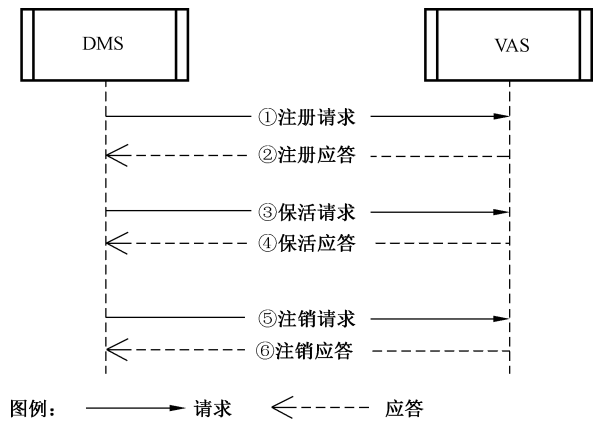 DMS
VAS
①注册请求
②注册应答
③保活请求
④保活应答
⑤注销请求
⑥注销应答
图例： 请求 应答